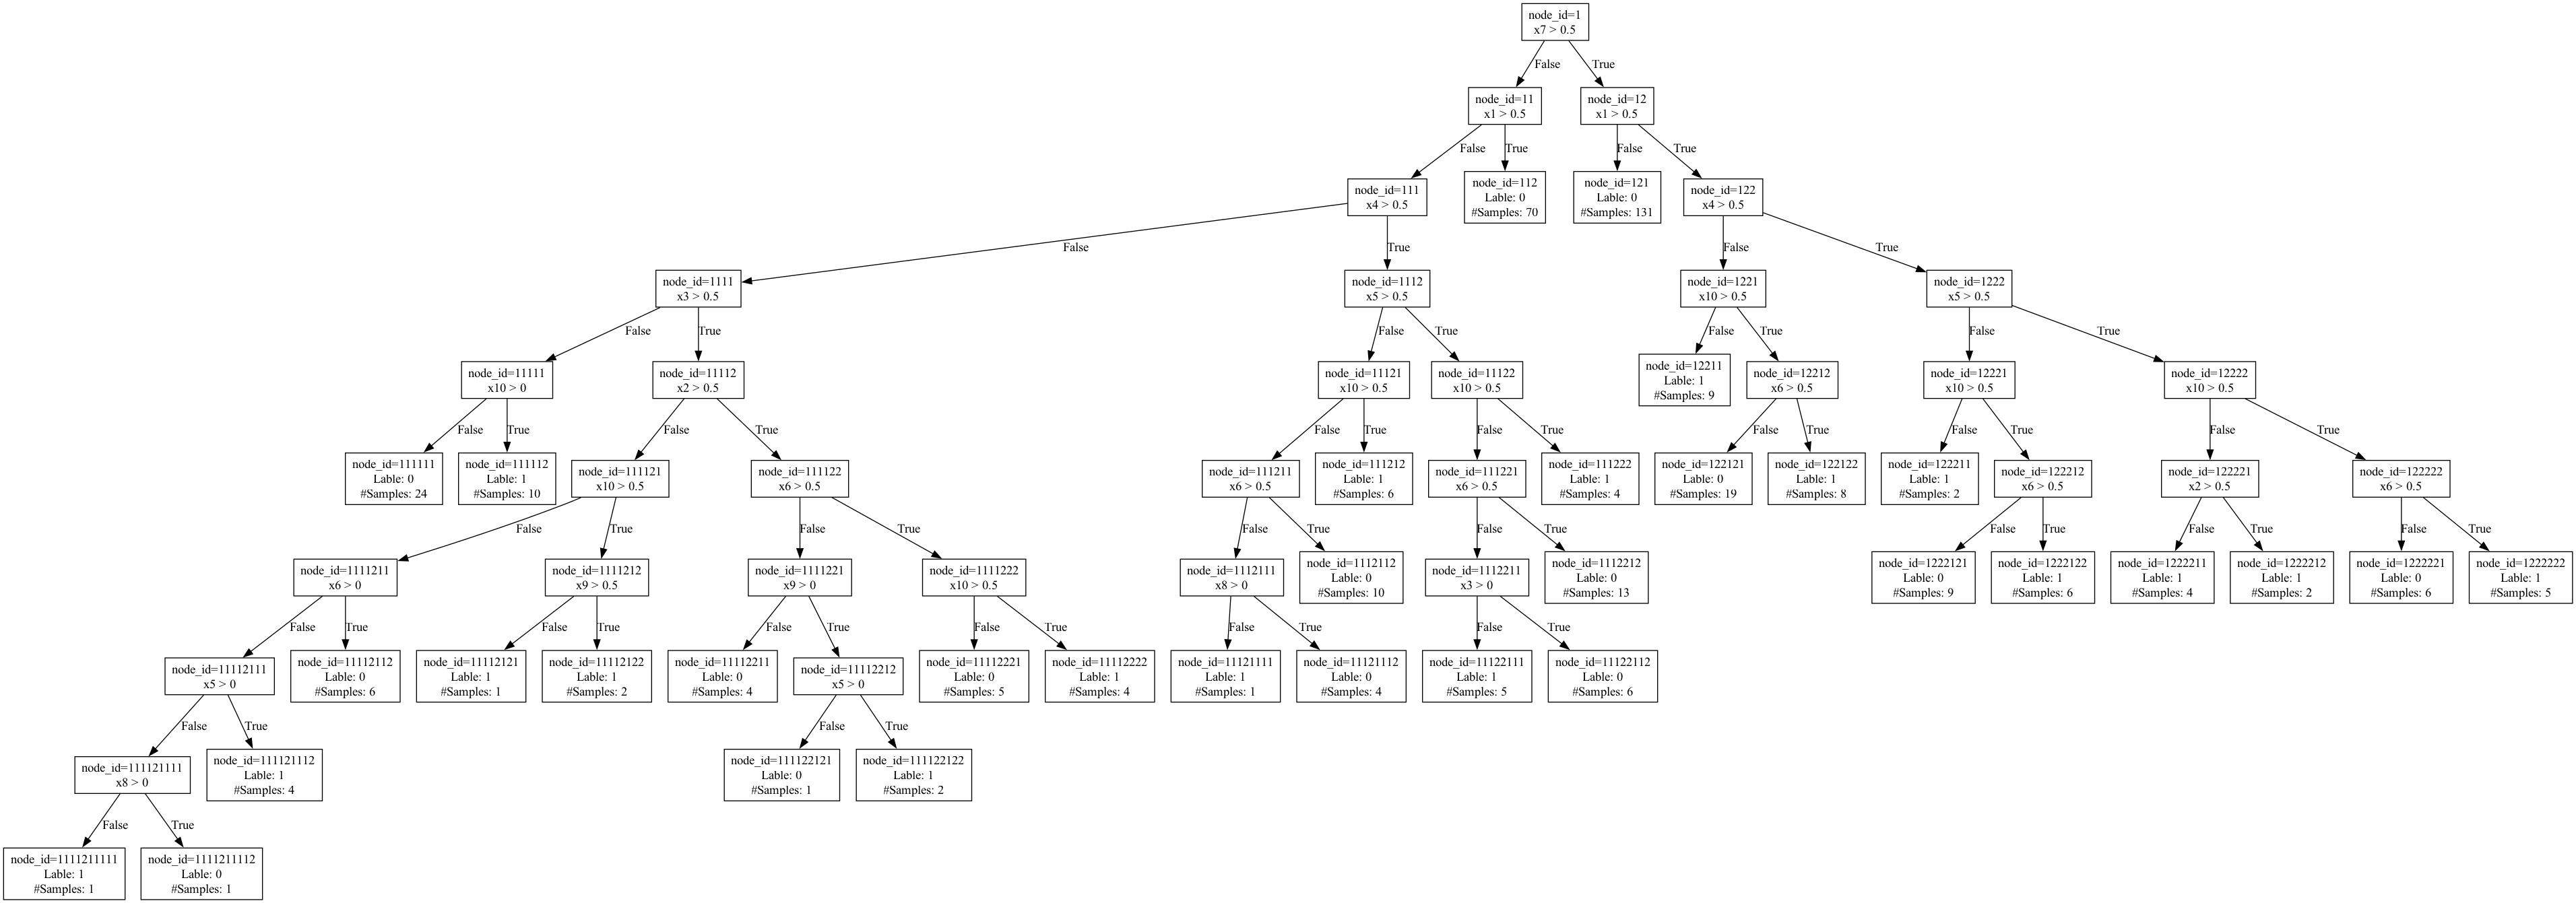 node_id=1
x7 > 0.5
False
True
node_id=11
x1 > 0.5
node_id=12
x1 > 0.5
False
True
False
True
node_id=111
x4 > 0.5
node_id=112
Lable: 0
#Samples: 70
node_id=121
Lable: 0
#Samples: 131
node_id=122
x4 > 0.5
False
True
False
True
node_id=1111
x3 > 0.5
node_id=1112
x5 > 0.5
node_id=1221
x10 > 0.5
node_id=1222
x5 > 0.5
False
True
False
True
False
True
False
True
node_id=11111
x10 > 0
node_id=11112
x2 > 0.5
node_id=11121
x10 > 0.5
node_id=11122
x10 > 0.5
node_id=12211
Lable: 1
#Samples: 9
node_id=12212
x6 > 0.5
node_id=12221
x10 > 0.5
node_id=12222
x10 > 0.5
False
True
False
True
False
True
False
True
False
True
False
True
False
True
node_id=111111
Lable: 0
#Samples: 24
node_id=111112
Lable: 1
#Samples: 10
node_id=111121
x10 > 0.5
node_id=111122
x6 > 0.5
node_id=111211
x6 > 0.5
node_id=111212
Lable: 1
#Samples: 6
node_id=111221
x6 > 0.5
node_id=111222
Lable: 1
#Samples: 4
node_id=122121
Lable: 0
#Samples: 19
node_id=122122
Lable: 1
#Samples: 8
node_id=122211
Lable: 1
#Samples: 2
node_id=122212
x6 > 0.5
node_id=122221
x2 > 0.5
node_id=122222
x6 > 0.5
False
True
False
True
False
True
False
True
False
True
False
True
False
True
node_id=1111211
x6 > 0
node_id=1111212
x9 > 0.5
node_id=1111221
x9 > 0
node_id=1111222
x10 > 0.5
node_id=1112111
x8 > 0
node_id=1112112
Lable: 0
#Samples: 10
node_id=1112211
x3 > 0
node_id=1112212
Lable: 0
#Samples: 13
node_id=1222121
Lable: 0
#Samples: 9
node_id=1222122
Lable: 1
#Samples: 6
node_id=1222211
Lable: 1
#Samples: 4
node_id=1222212
Lable: 1
#Samples: 2
node_id=1222221
Lable: 0
#Samples: 6
node_id=1222222
Lable: 1
#Samples: 5
False
True
False
True
False
True
False
True
False
True
False
True
node_id=11112111
x5 > 0
node_id=11112112
Lable: 0
#Samples: 6
node_id=11112121
Lable: 1
#Samples: 1
node_id=11112122
Lable: 1
#Samples: 2
node_id=11112211
Lable: 0
#Samples: 4
node_id=11112212
x5 > 0
node_id=11112221
Lable: 0
#Samples: 5
node_id=11112222
Lable: 1
#Samples: 4
node_id=11121111
Lable: 1
#Samples: 1
node_id=11121112
Lable: 0
#Samples: 4
node_id=11122111
Lable: 1
#Samples: 5
node_id=11122112
Lable: 0
#Samples: 6
False
True
False
True
node_id=111121111
x8 > 0
node_id=111121112
Lable: 1
#Samples: 4
node_id=111122121
Lable: 0
#Samples: 1
node_id=111122122
Lable: 1
#Samples: 2
False
True
node_id=1111211111
Lable: 1
#Samples: 1
node_id=1111211112
Lable: 0
#Samples: 1